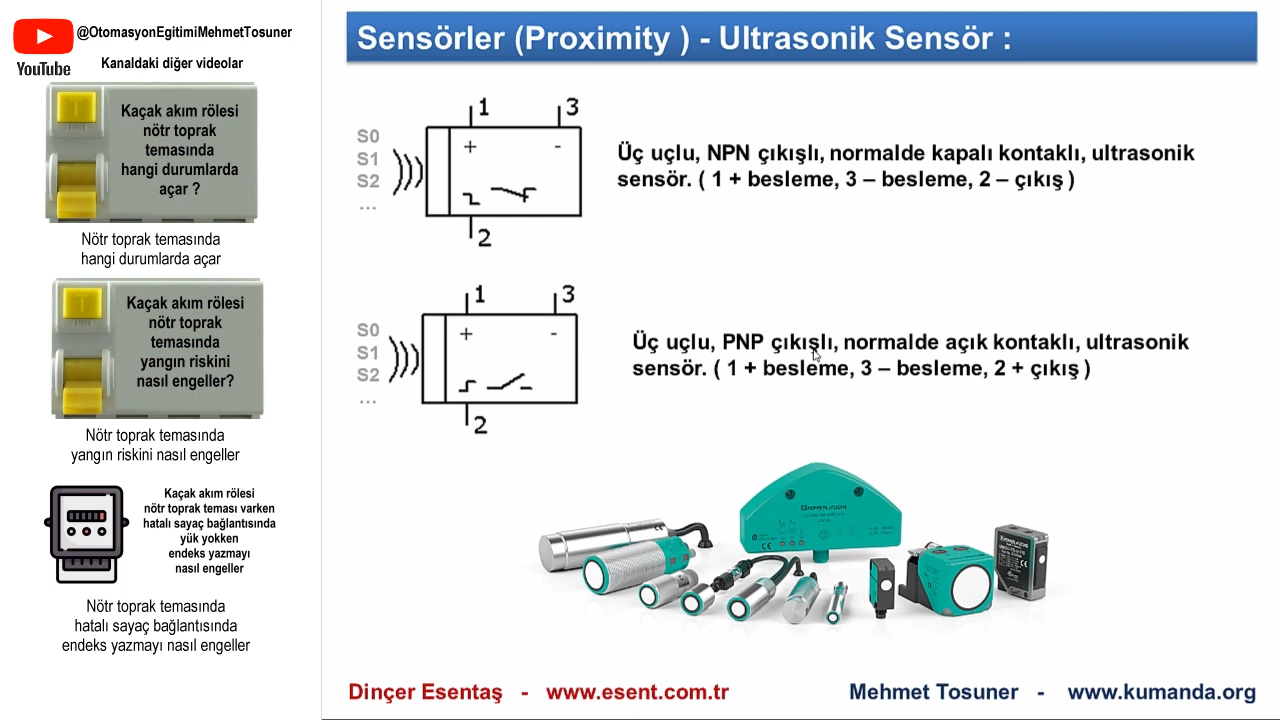 @OtomasyonEgitimiMehmetTosuner
YouTube
Kanaldaki diğer videolar
Kaçak akım rölesi
nötr toprak
temasında
hangi durumlarda
açar ?
Nötr toprak temasında
hangi durumlarda açar
Kaçak akım rölesi
nötr toprak
temasında
yangın riskini
nasıl engeller?
Nötr toprak temasında
yangın riskini nasıl engeller
Kaçak akım rölesi
nötr toprak teması varken
hatalı sayaç bağlantısında
yük yokken
endeks yazmayı
nasıl engeller
Nötr toprak temasında
hatalı sayaç bağlantısında
endeks yazmayı nasıl engeller
Sensörler (Proximity ) - Ultrasonik Sensör :
1 3
S0
S1
S2
...
+ -
2
Üç uçlu, NPN çıkışlı, normalde kapalı kontaklı, ultrasonik
sensör. ( 1 + besleme, 3 – besleme, 2 – çıkış )
1 3
S0
S1
S2
...
+ -
2
Üç uçlu, PNP çıkışlı, normalde açık kontaklı, ultrasonik
sensör. ( 1 + besleme, 3 – besleme, 2 + çıkış )
PEPPERL+FUCHS
Dinçer Esentaş - www.esent.com.tr
Mehmet Tosuner - www.kumanda.org